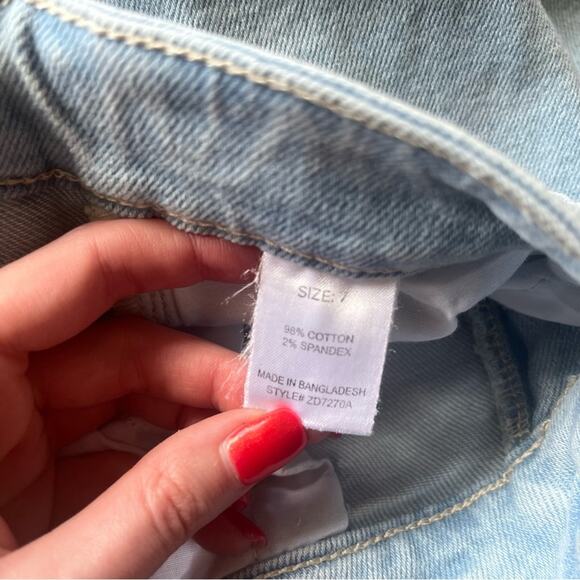 SIZE: 7
98% COTTON
2% SPANDEX
MADE IN BANGLADESH
STYLE# ZD7270A